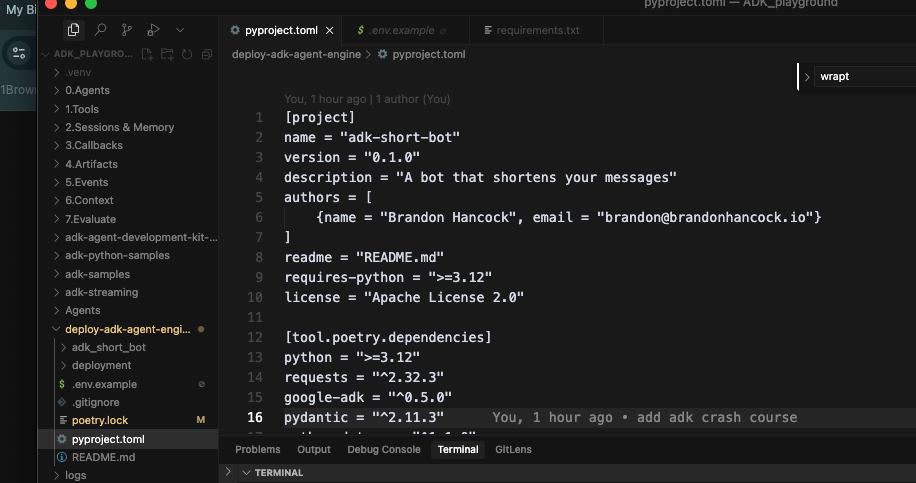 My Bi
1Brow
pyproject.toml — ADK_playground
ADK_PLAYGRO...
.venv
0.Agents
1.Tools
2.Sessions & Memory
3.Callbacks
4.Artifacts
5.Events
6.Context
7.Evaluate
adk-agent-development-kit-...
adk-python-samples
adk-samples
adk-streaming
Agents
deploy-adk-agent-engi...
adk_short_bot
deployment
$ .env.example
.gitignore
poetry.lock M
pyproject.toml
README.md
logs
pyproject.toml
$ .env.example
requirements.txt
deploy-adk-agent-engine > pyproject.toml
wrapt
You, 1 hour ago | 1 author (You)
1 [project]
2 name = "adk-short-bot"
3 version = "0.1.0"
4 description = "A bot that shortens your messages"
5 authors = [
6 {name = "Brandon Hancock", email = "brandon@brandonhancock.io"}
7 ]
8 readme = "README.md"
9 requires-python = ">=3.12"
10 license = "Apache License 2.0"
11
12 [tool.poetry.dependencies]
13 python = ">=3.12"
14 requests = "^2.32.3"
15 google-adk = "^0.5.0"
16 pydantic = "^2.11.3" You, 1 hour ago • add adk crash course
Problems Output Debug Console Terminal GitLens
TERMINAL